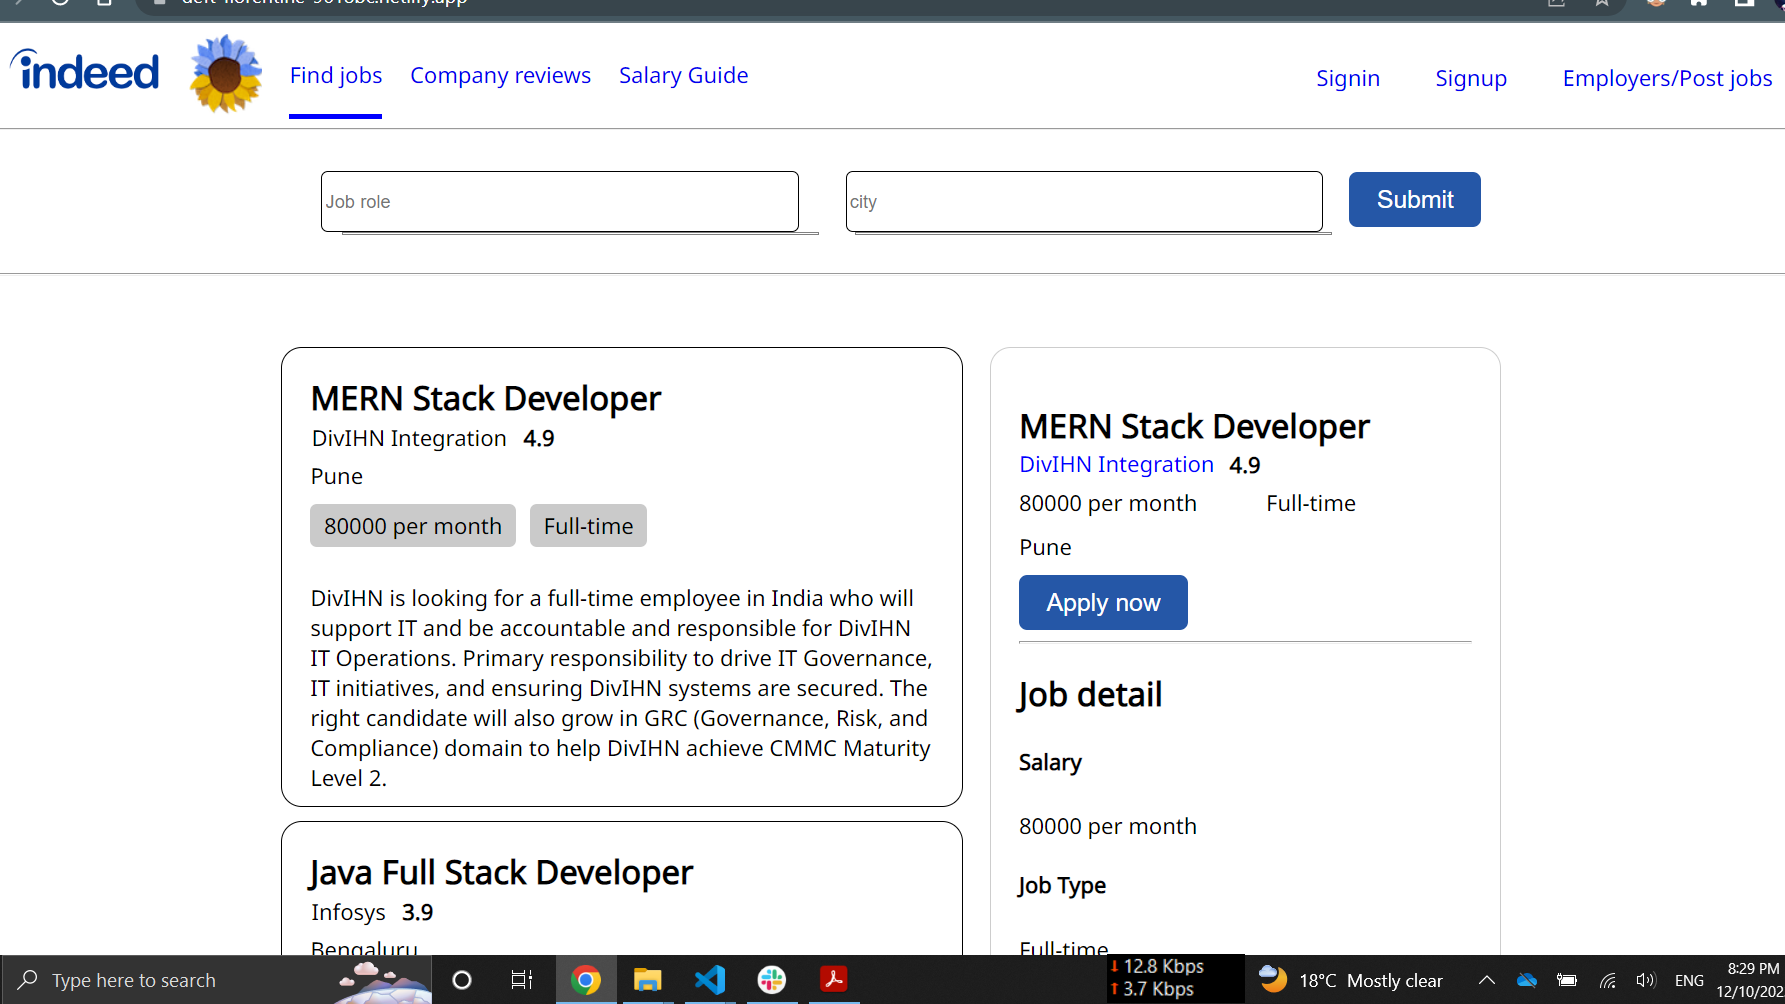 indeed
Find jobs Company reviews Salary Guide
Signin Signup Employers/Post jobs
Job role city Submit
MERN Stack Developer
DivIHN Integration 4.9
Pune
80000 per month Full-time
DivIHN is looking for a full-time employee in India who will
support IT and be accountable and responsible for DivIHN
IT Operations. Primary responsibility to drive IT Governance,
IT initiatives, and ensuring DivIHN systems are secured. The
right candidate will also grow in GRC (Governance, Risk, and
Compliance) domain to help DivIHN achieve CMMC Maturity
Level 2.
Java Full Stack Developer
Infosys 3.9
Bengaluru
MERN Stack Developer
DivIHN Integration 4.9
80000 per month Full-time
Pune
Apply now
Job detail
Salary
80000 per month
Job Type
Full-time
Type here to search
12.8 Kbps
3.7 Kbps
18°C Mostly clear
ENG
8:29 PM
12/10/202